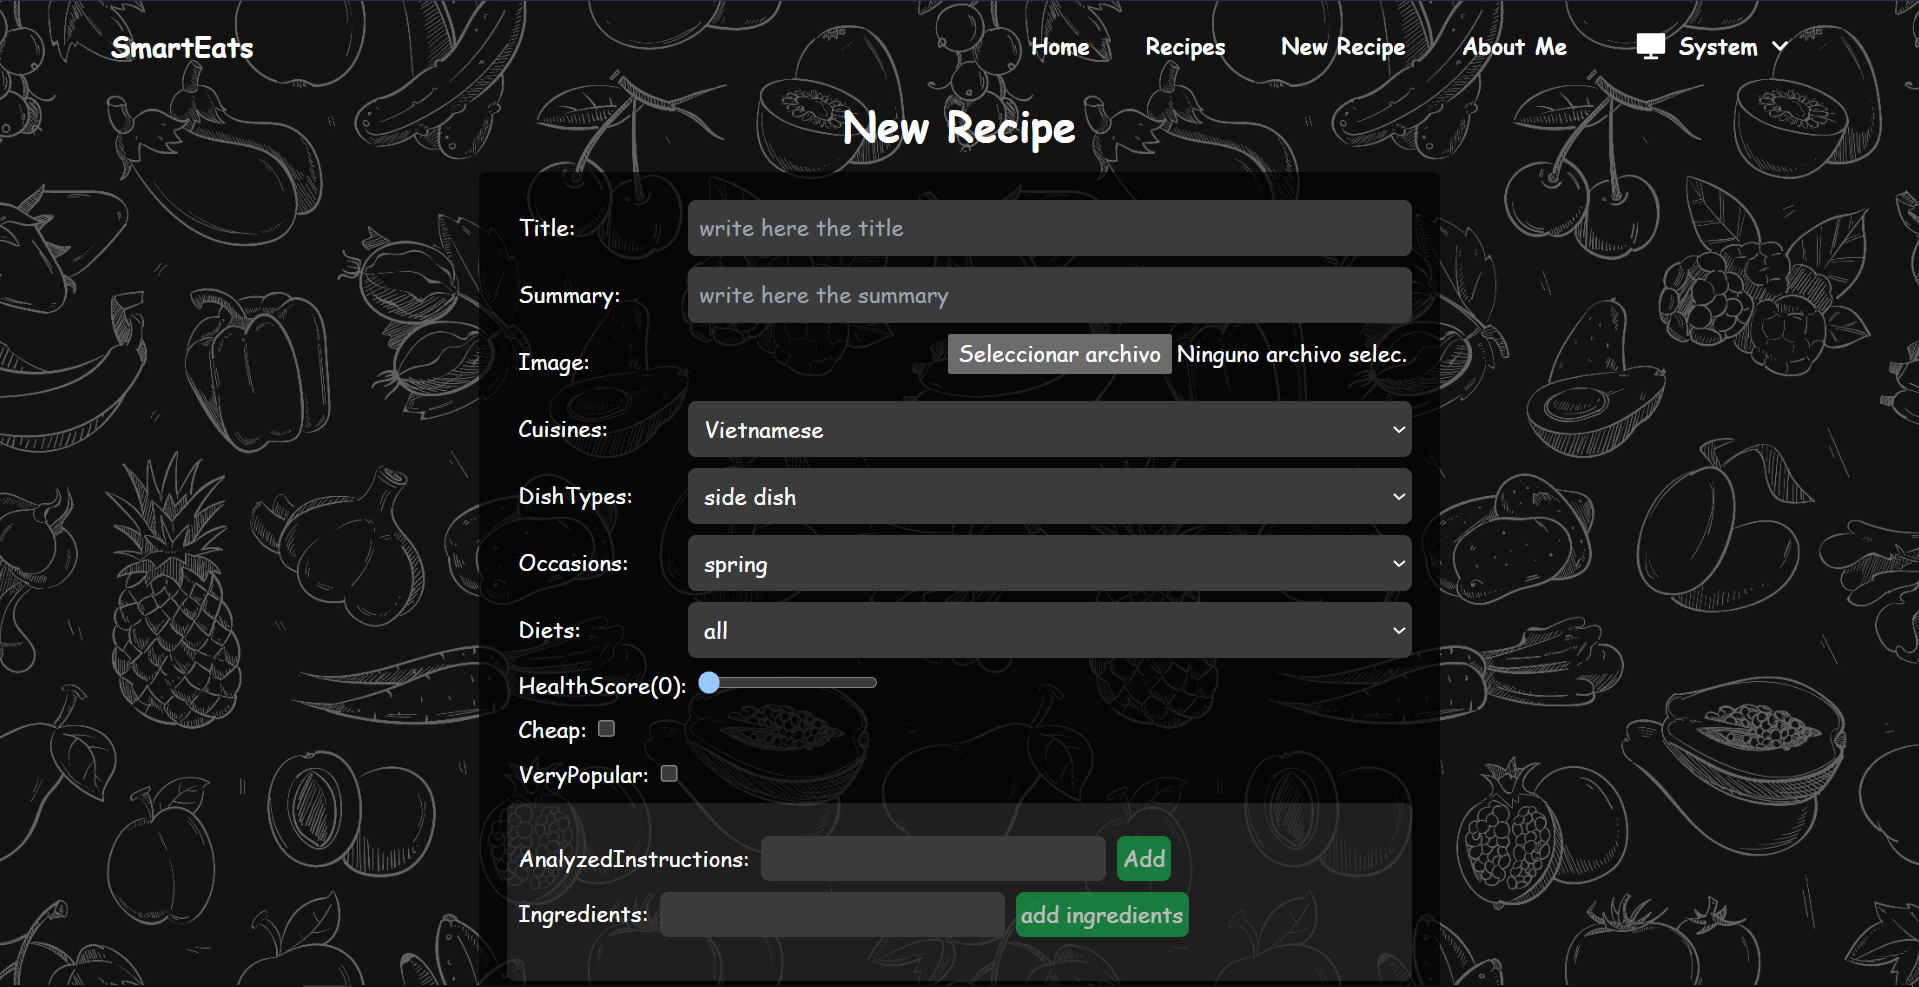 SmartEats
Home
Recipes
New Recipe
About Me
System
New Recipe
Title:
write here the title
Summary:
write here the summary
Image:
Seleccionar archivo Ninguno archivo selec.
Cuisines:
Vietnamese
DishTypes:
side dish
Occasions:
spring
Diets:
all
HealthScore(0):
Cheap:
VeryPopular:
AnalyzedInstructions:
Add
Ingredients:
add ingredients